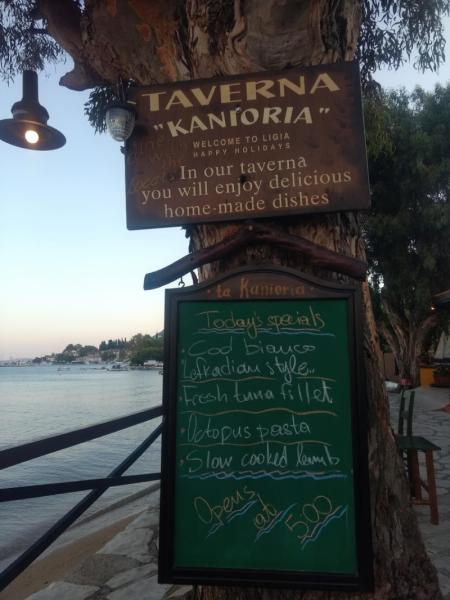 TAVERNA
"KANIORIA"
WELCOME TO LIGIA
HAPPY HOLIDAYS
In our taverna
you will enjoy delicious
home-made dishes
ta Kanioria
Today's specials
• Cod bianco
Lefkadian style...
• Fresh tuna fillet
• Octopus pasta
• Slow cooked lamb
Opens
at
5:00